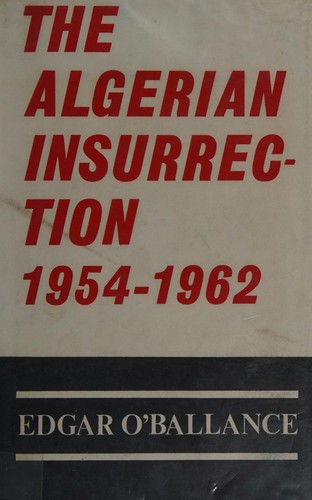 THE
ALGERIAN
INSURREC-
TION
1954-1962
EDGAR O'BALLANCE